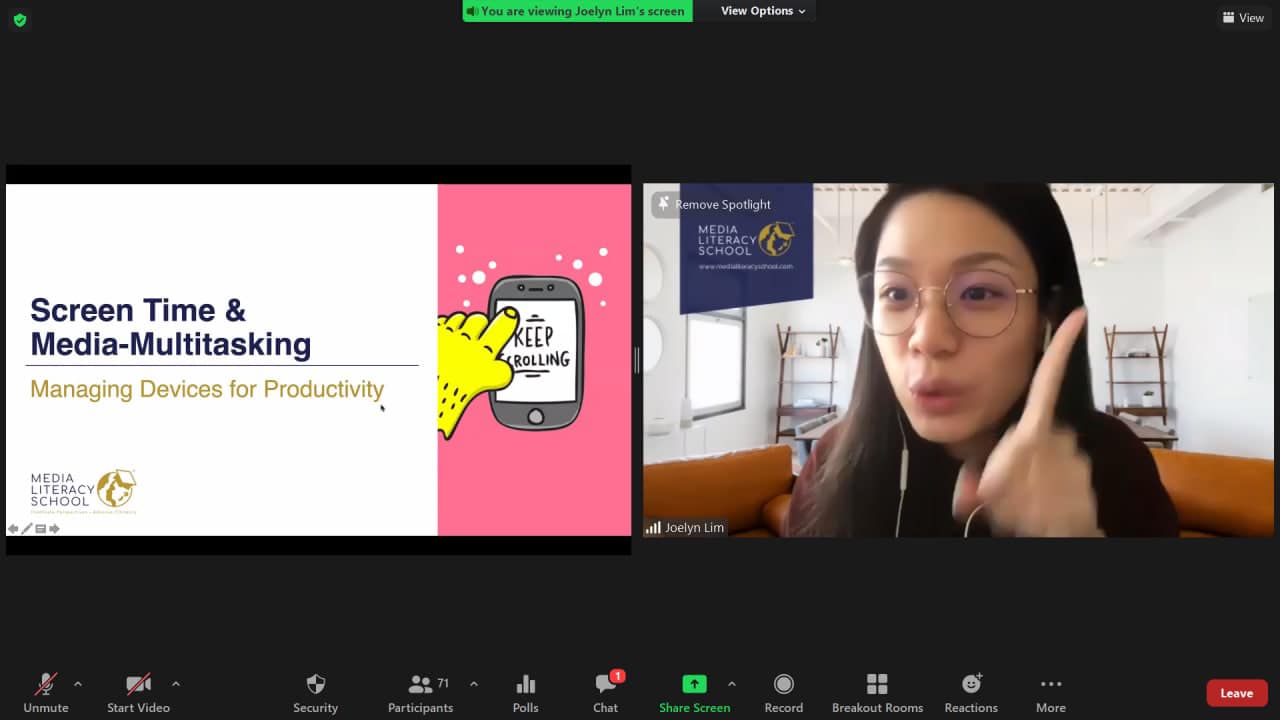 You are viewing Joelyn Lim's screen
View Options
View
Screen Time &
Media-Multitasking
Managing Devices for Productivity
MEDIA
LITERACY
SCHOOL
KEEP
SCROLLING
Remove Spotlight
MEDIA
LITERACY
SCHOOL
www.medialiteracyschool.com
Joelyn Lim
Unmute
Start Video
Security
71
Participants
Polls
1
Chat
Share Screen
Record
Breakout Rooms
Reactions
More
Leave